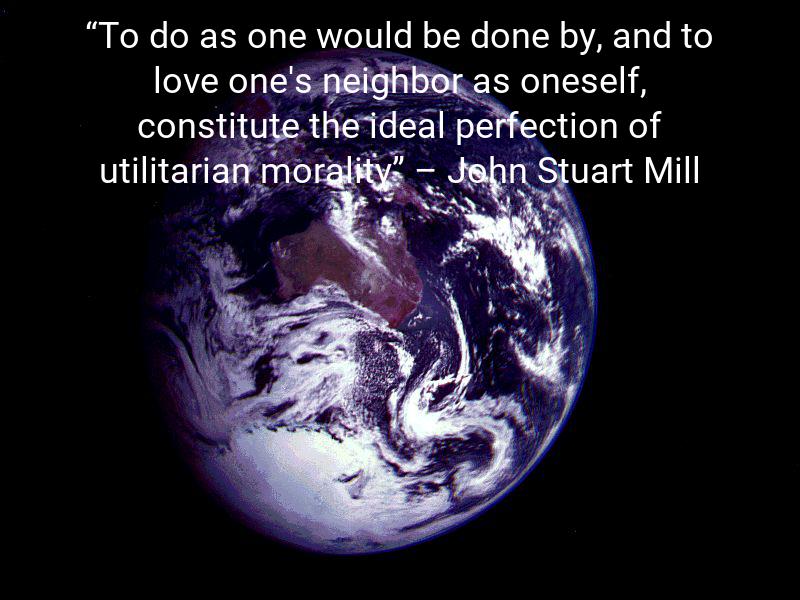 “To do as one would be done by, and to
love one's neighbor as oneself,
constitute the ideal perfection of
utilitarian morality” – John Stuart Mill